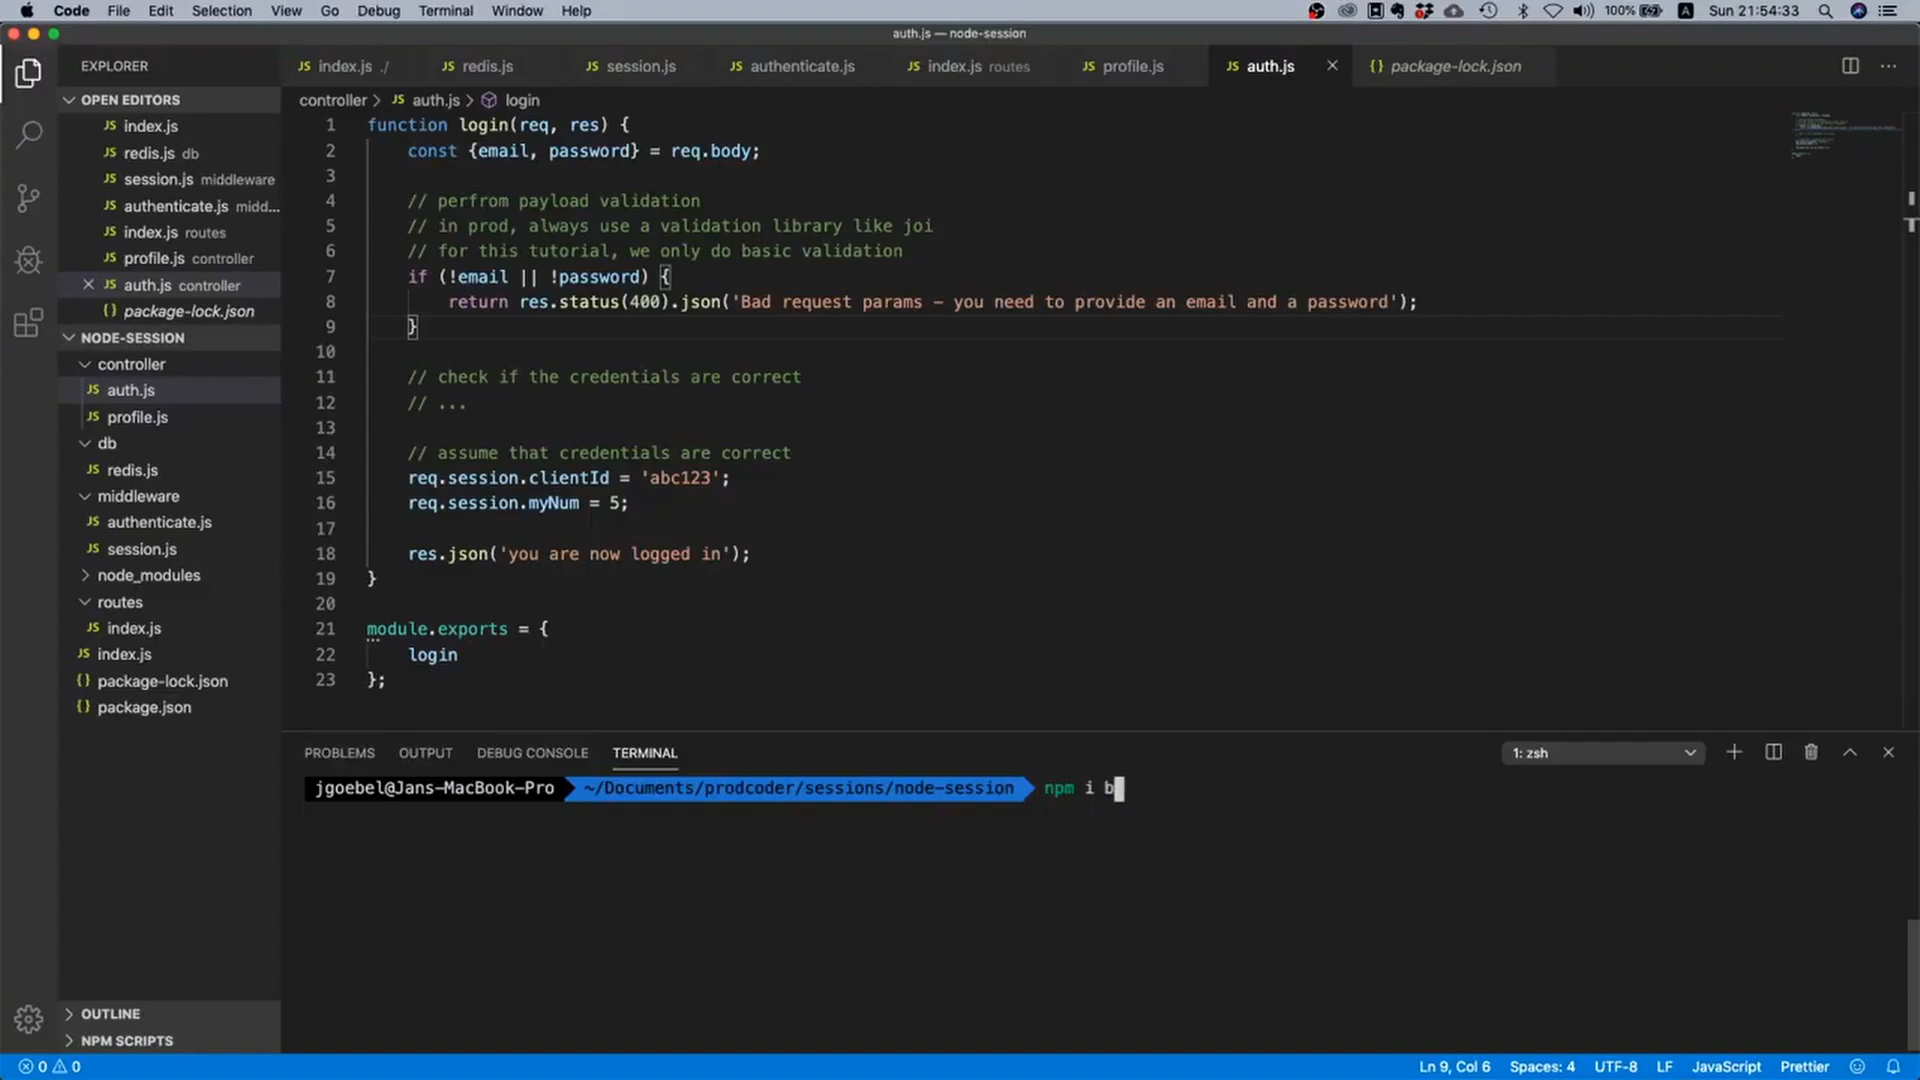 Code File Edit Selection View Go Debug Terminal Window Help 100% A Sun 21:54:33
auth.js — node-session
EXPLORER
JS index.js ./ JS redis.js JS session.js JS authenticate.js JS index.js routes JS profile.js JS auth.js {} package-lock.json
OPEN EDITORS
JS index.js
JS redis.js db
JS session.js middleware
JS authenticate.js midd...
JS index.js routes
JS profile.js controller
JS auth.js controller
{} package-lock.json
NODE-SESSION
controller
JS auth.js
JS profile.js
db
JS redis.js
middleware
JS authenticate.js
JS session.js
node_modules
routes
JS index.js
JS index.js
{} package-lock.json
{} package.json
OUTLINE
NPM SCRIPTS
controller > JS auth.js > login
1 function login(req, res) {
2 const {email, password} = req.body;
3
4 // perfrom payload validation
5 // in prod, always use a validation library like joi
6 // for this tutorial, we only do basic validation
7 if (!email || !password) {
8 return res.status(400).json('Bad request params – you need to provide an email and a password');
9 }
10
11 // check if the credentials are correct
12 // ...
13
14 // assume that credentials are correct
15 req.session.clientId = 'abc123';
16 req.session.myNum = 5;
17
18 res.json('you are now logged in');
19 }
20
21 module.exports = {
22 login
23 };
PROBLEMS OUTPUT DEBUG CONSOLE TERMINAL 1: zsh
jgoebel@Jans-MacBook-Pro ~/Documents/prodcoder/sessions/node-session npm i b
0 0 Ln 9, Col 6 Spaces: 4 UTF-8 LF JavaScript Prettier